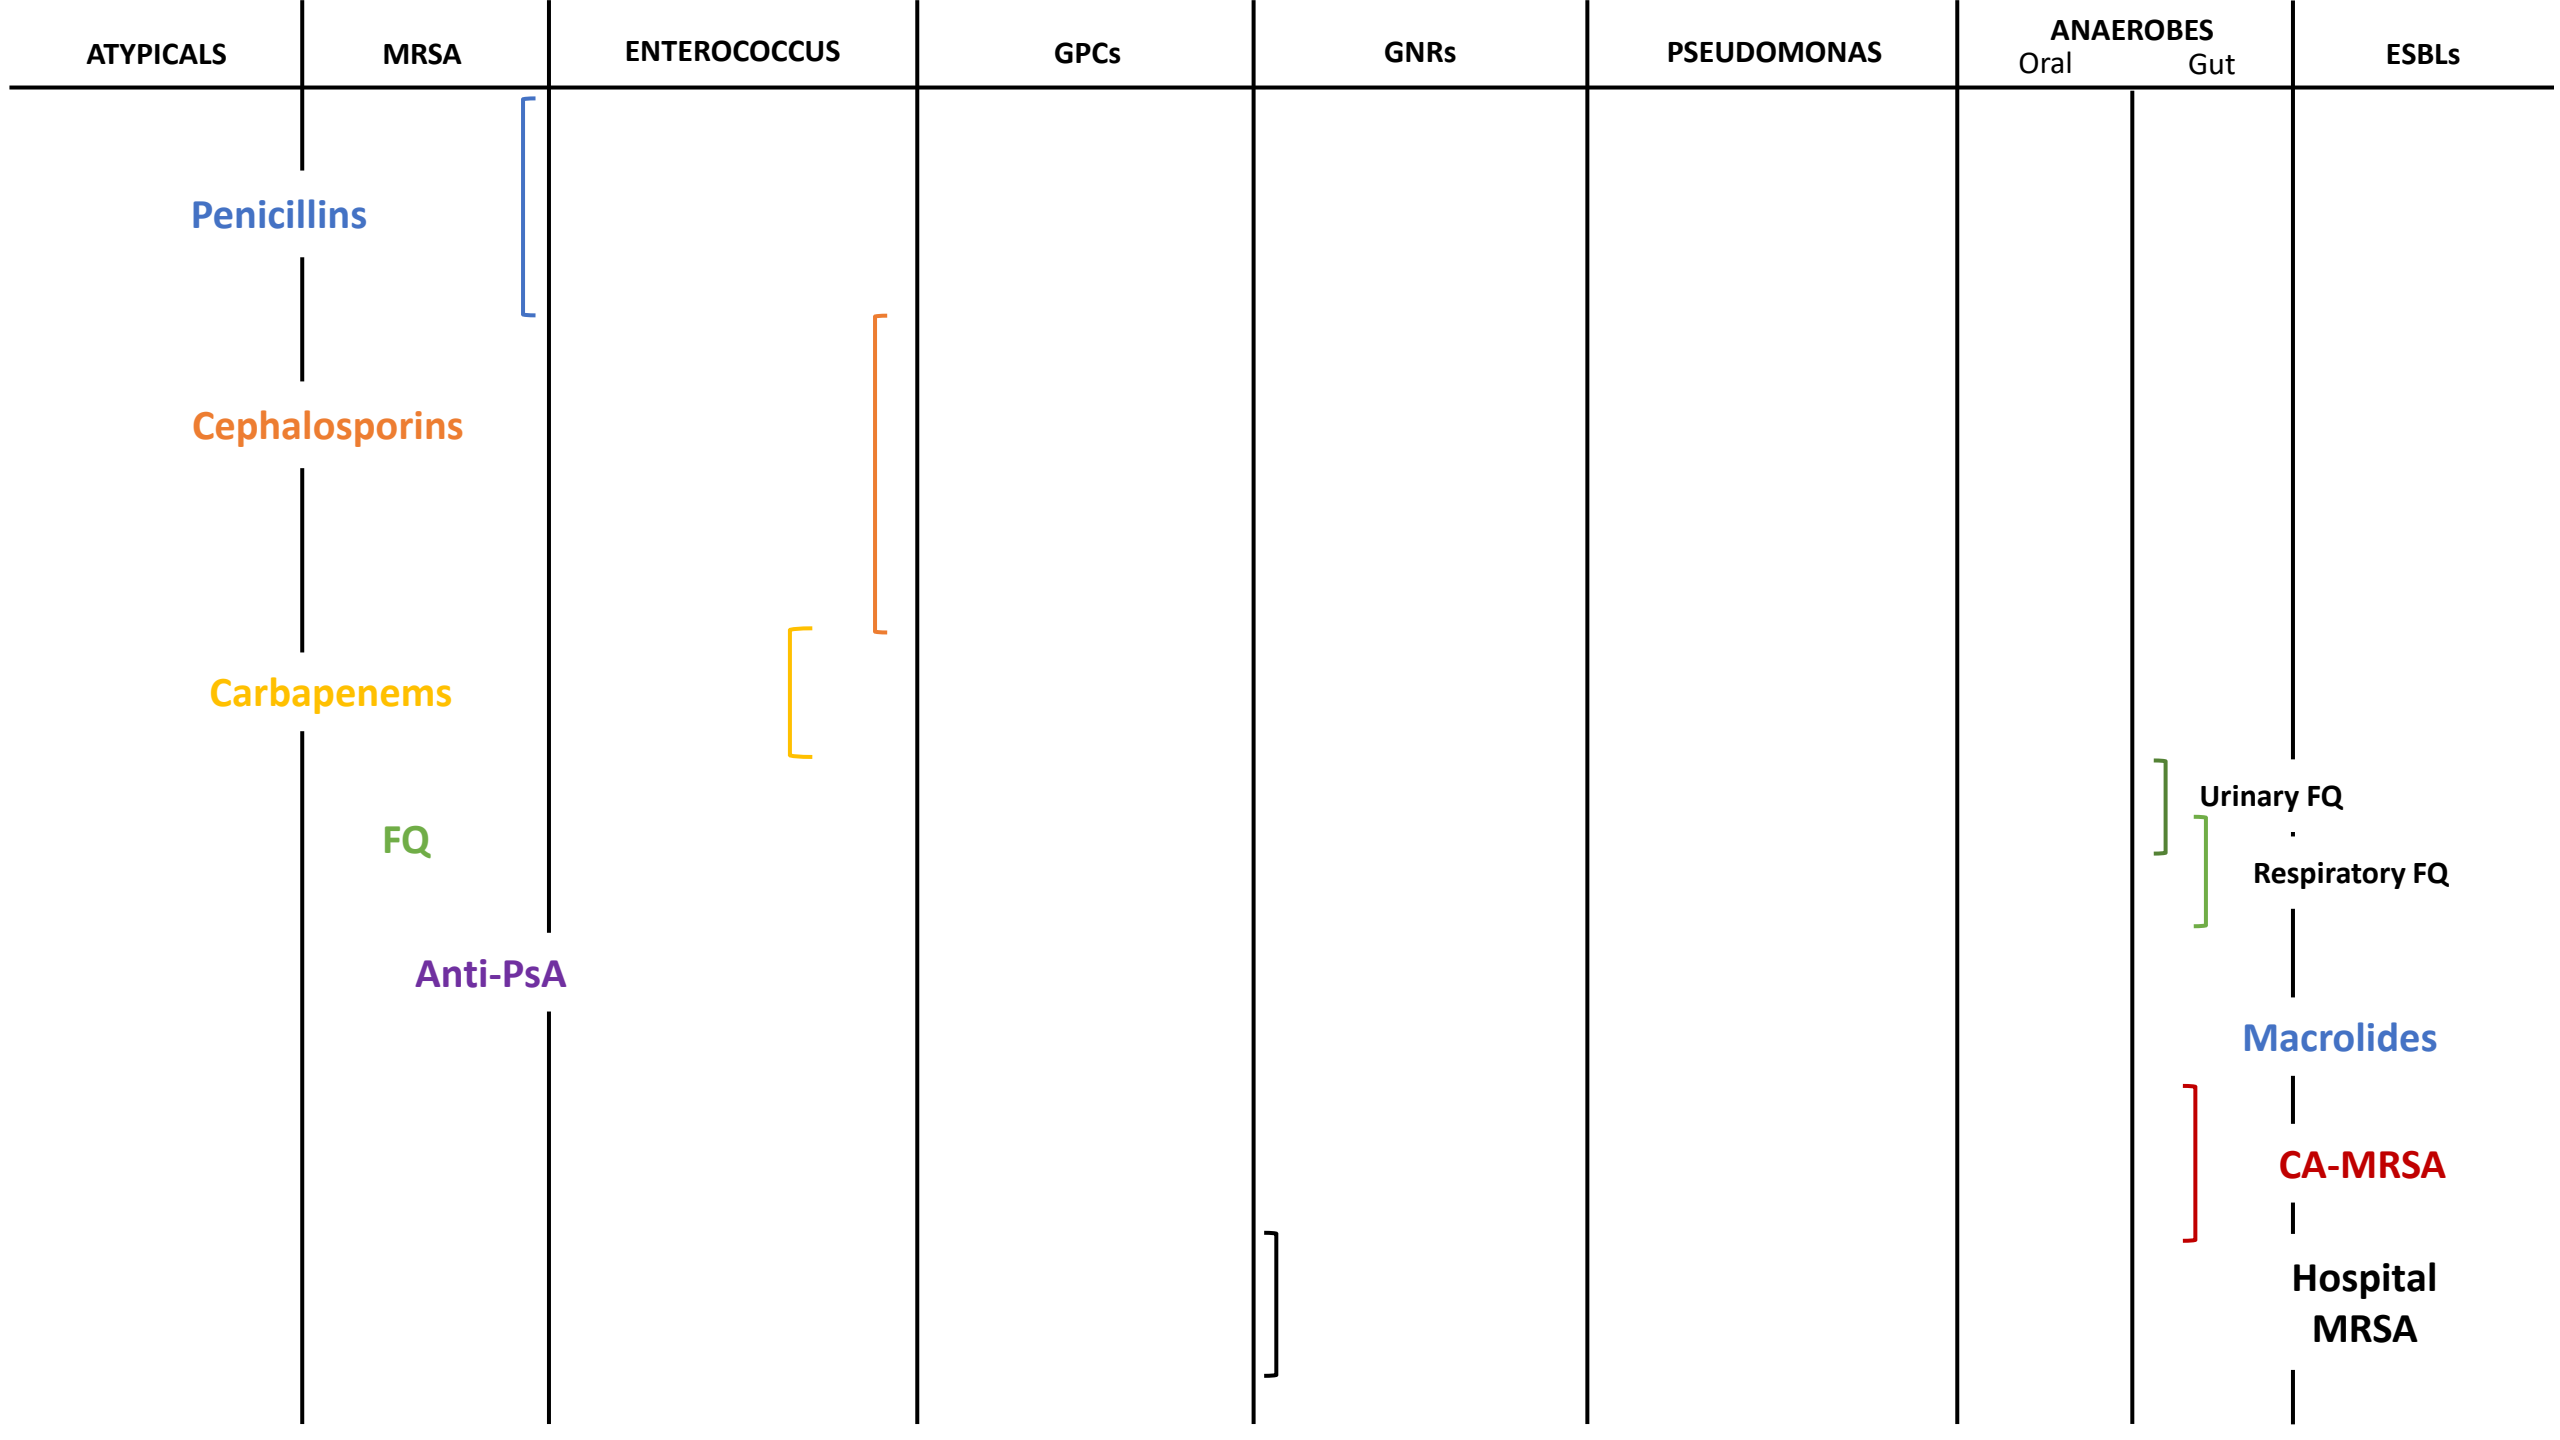 ATYPICALS
MRSA
ENTEROCOCCUS
GPCs
GNRs
PSEUDOMONAS
ANAEROBES
Oral
Gut
ESBLs
Penicillins
Cephalosporins
Carbapenems
Urinary FQ
FQ
Respiratory FQ
Anti-PsA
Macrolides
CA-MRSA
Hospital
MRSA